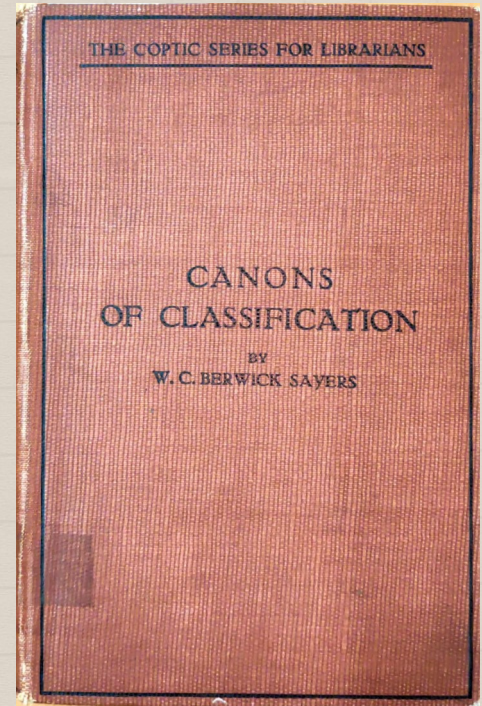 THE COPTIC SERIES FOR LIBRARIANS
CANONS
OF CLASSIFICATION
BY
W. C. BERWICK SAYERS